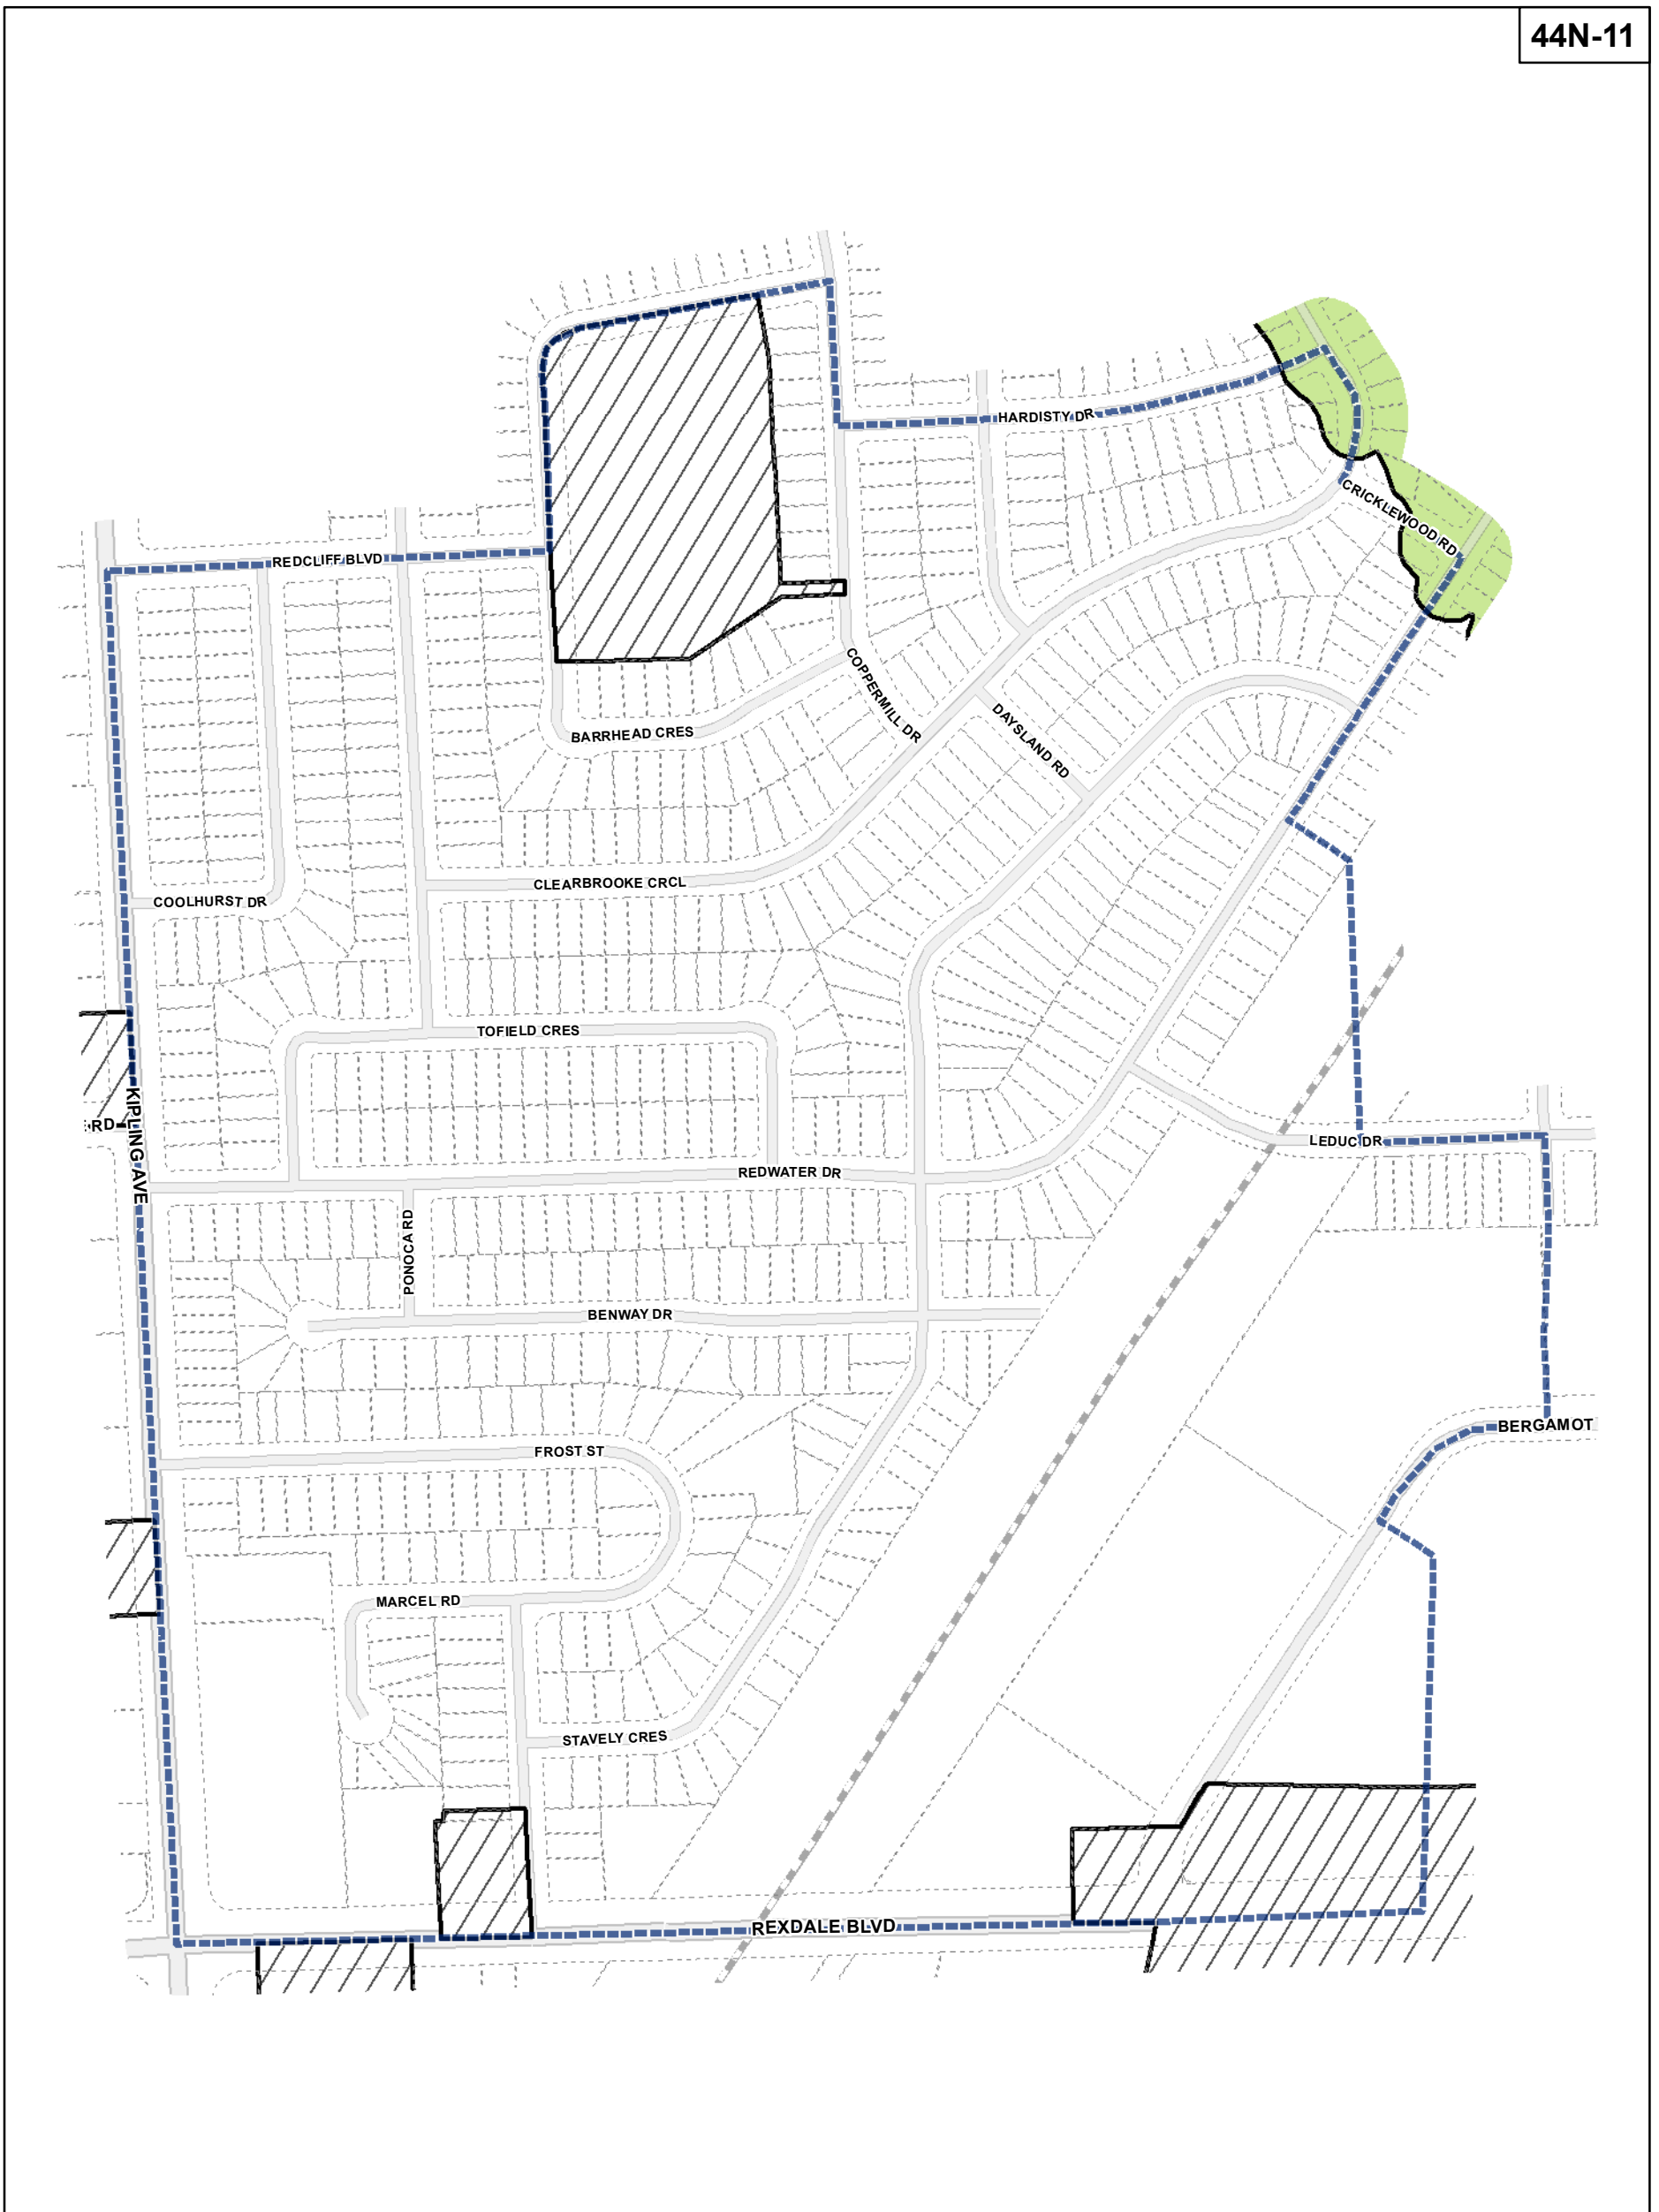 44N-11
HARDISTY DR
CRICKLEWOOD RD
REDCLIFF BLVD
COPPERMILL DR
DAYSLAND RD
BARRHEAD CRES
CLEARBROOKE CRCL
COOLHURST DR
TOFIELD CRES
KIPLING AVE
RD
LEDUC DR
REDWATER DR
PONOCA RD
BENWAY DR
BERGAMOT
FROST ST
MARCEL RD
STAVELY CRES
REXDALE BLVD